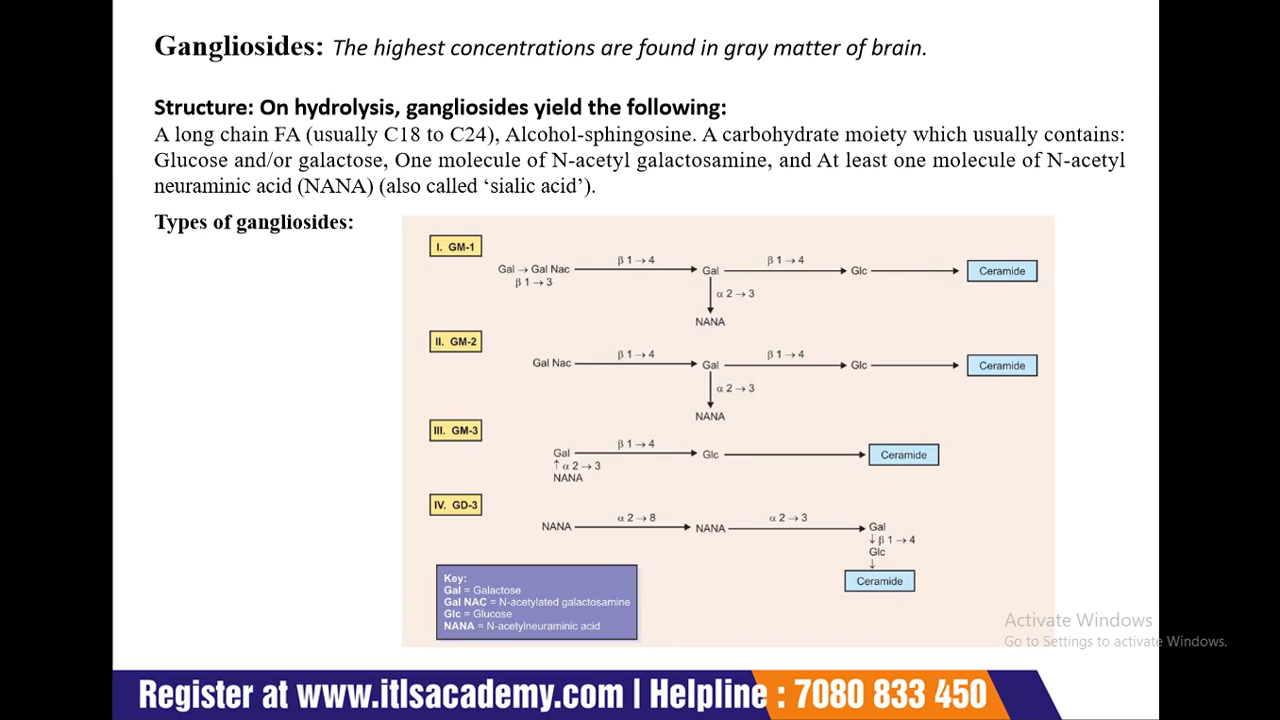 Gangliosides: The highest concentrations are found in gray matter of brain.
Structure: On hydrolysis, gangliosides yield the following:
A long chain FA (usually C18 to C24), Alcohol-sphingosine. A carbohydrate moiety which usually contains:
Glucose and/or galactose, One molecule of N-acetyl galactosamine, and At least one molecule of N-acetyl
neuraminic acid (NANA) (also called ‘sialic acid’).
Types of gangliosides:
I. GM-1
β 1 → 4 β 1 → 4
Gal → Gal Nac Gal Glc Ceramide
β 1 → 3
α 2 → 3
NANA
II. GM-2
β 1 → 4 β 1 → 4
Gal Nac Gal Glc Ceramide
α 2 → 3
NANA
III. GM-3
β 1 → 4
Gal Glc Ceramide
↑ α 2 → 3
NANA
IV. GD-3
α 2 → 8 α 2 → 3
NANA NANA Gal
↓ β 1 → 4
Glc
↓
Ceramide
Key:
Gal = Galactose
Gal NAC = N-acetylated galactosamine
Glc = Glucose
NANA = N-acetylneuraminic acid
Activate Windows
Go to Settings to activate Windows.
Register at www.itlsacademy.com | Helpline : 7080 833 450